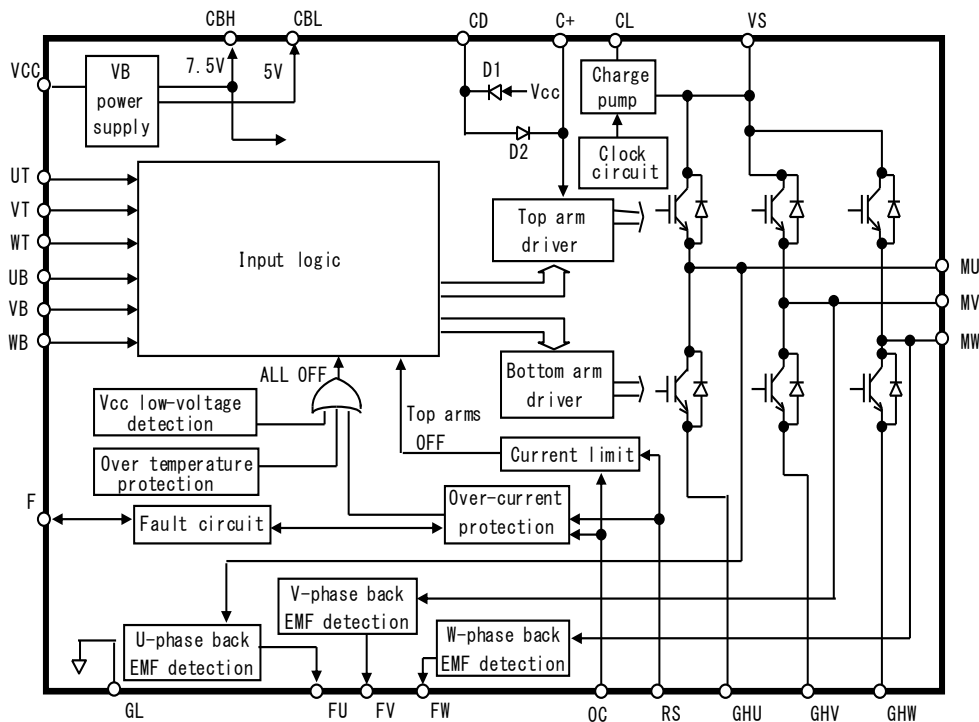 CBH
CBL
CD
C+
CL
VS
VCC
7.5V
5V
VB
power
supply
D1
Vcc
D2
Charge
pump
Clock
circuit
UT
VT
WT
UB
VB
WB
Input logic
Top arm
driver
Bottom arm
driver
MU
MV
MW
ALL OFF
Vcc low-voltage
detection
Over temperature
protection
Top arms
OFF
Current limit
Over-current
protection
F
Fault circuit
V-phase back
EMF detection
U-phase back
EMF detection
W-phase back
EMF detection
GL
FU
FV
FW
OC
RS
GHU
GHV
GHW